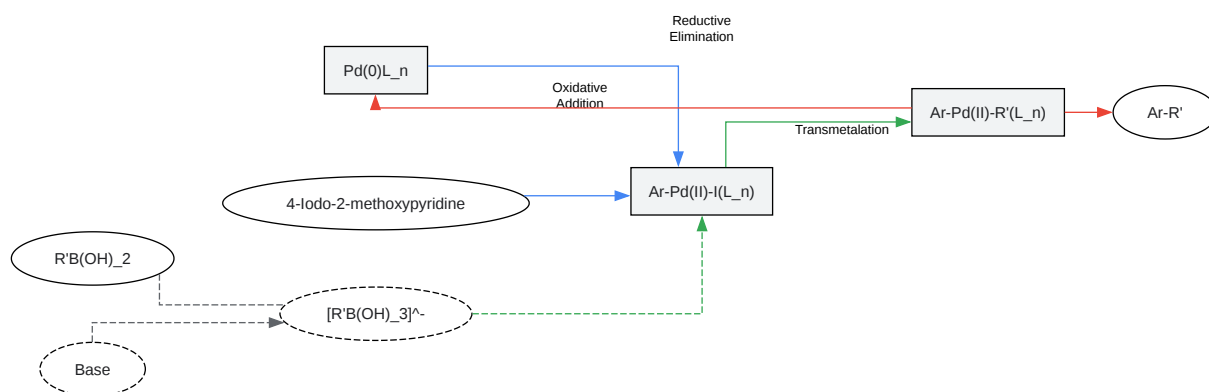 Reductive
Elimination
Pd(0)L_n
Oxidative
Addition
Ar-Pd(II)-R'(L_n)
Ar-R'
Transmetalation
4-Iodo-2-methoxypyridine
Ar-Pd(II)-I(L_n)
R'B(OH)_2
[R'B(OH)_3]^-
Base